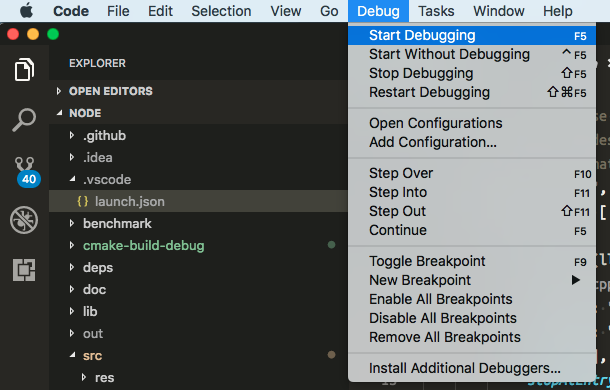 Code File Edit Selection View Go Debug Tasks Window Help
EXPLORER
OPEN EDITORS
NODE
.github
.idea
.vscode
{} launch.json
benchmark
cmake-build-debug
deps
doc
lib
out
src
res
40
Start Debugging F5
Start Without Debugging ⌃F5
Stop Debugging ⇧F5
Restart Debugging ⇧⌘F5
Open Configurations
Add Configuration...
Step Over F10
Step Into F11
Step Out ⇧F11
Continue F5
Toggle Breakpoint F9
New Breakpoint
Enable All Breakpoints
Disable All Breakpoints
Remove All Breakpoints
Install Additional Debuggers...